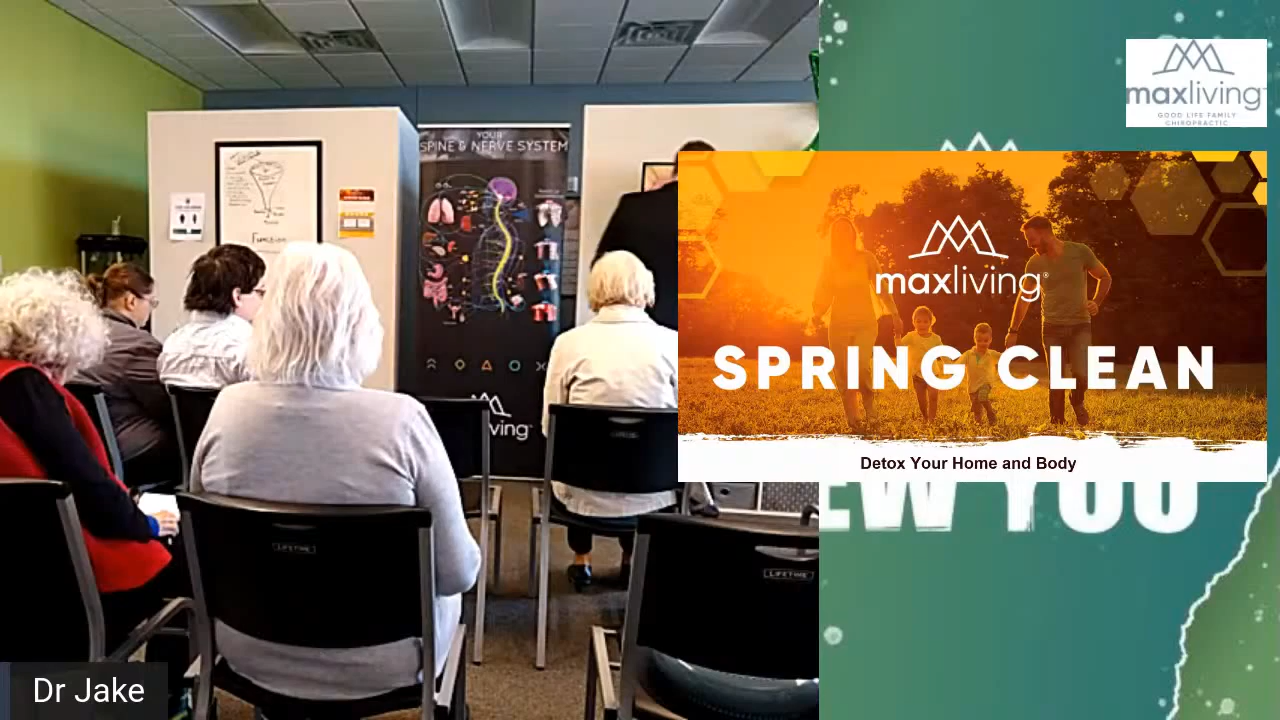 YOUR
SPINE & NERVE SYSTEM
Function
living
LIFETIME
LIFETIME
Dr Jake
maxliving
GOOD LIFE FAMILY
CHIROPRACTIC
maxliving
SPRING CLEAN
Detox Your Home and Body
EW YOU